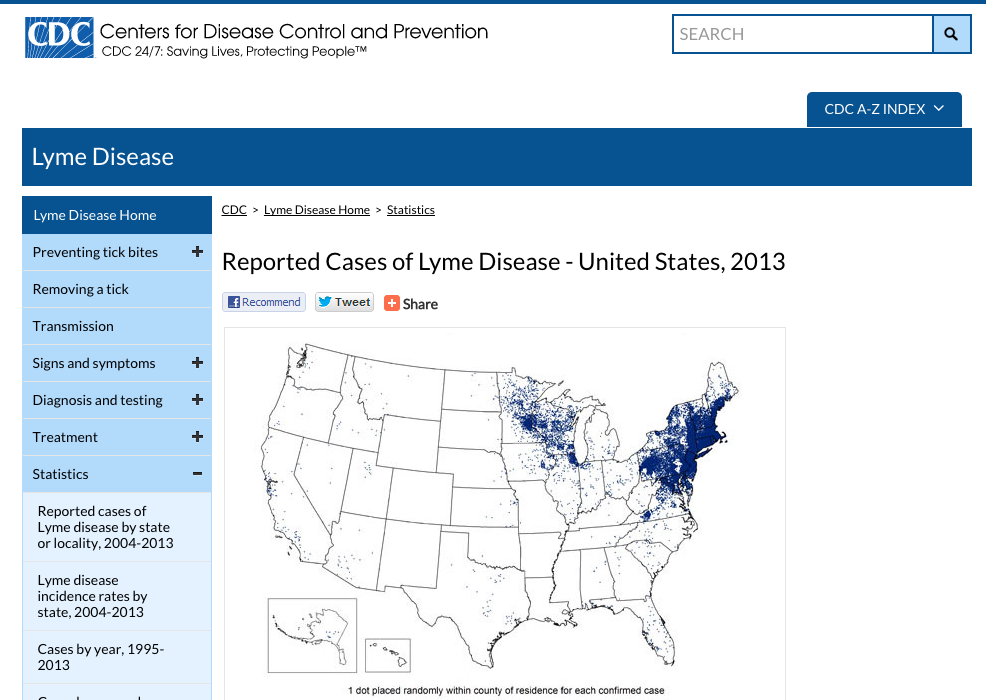 CDC
Centers for Disease Control and Prevention
CDC 24/7: Saving Lives, Protecting People™
SEARCH
CDC A-Z INDEX
Lyme Disease
Lyme Disease Home
Preventing tick bites
Removing a tick
Transmission
Signs and symptoms
Diagnosis and testing
Treatment
Statistics
Reported cases of
Lyme disease by state
or locality, 2004-2013
Lyme disease
incidence rates by
state, 2004-2013
Cases by year, 1995-
2013
CDC > Lyme Disease Home > Statistics
Reported Cases of Lyme Disease - United States, 2013
Recommend Tweet Share
1 dot placed randomly within county of residence for each confirmed case